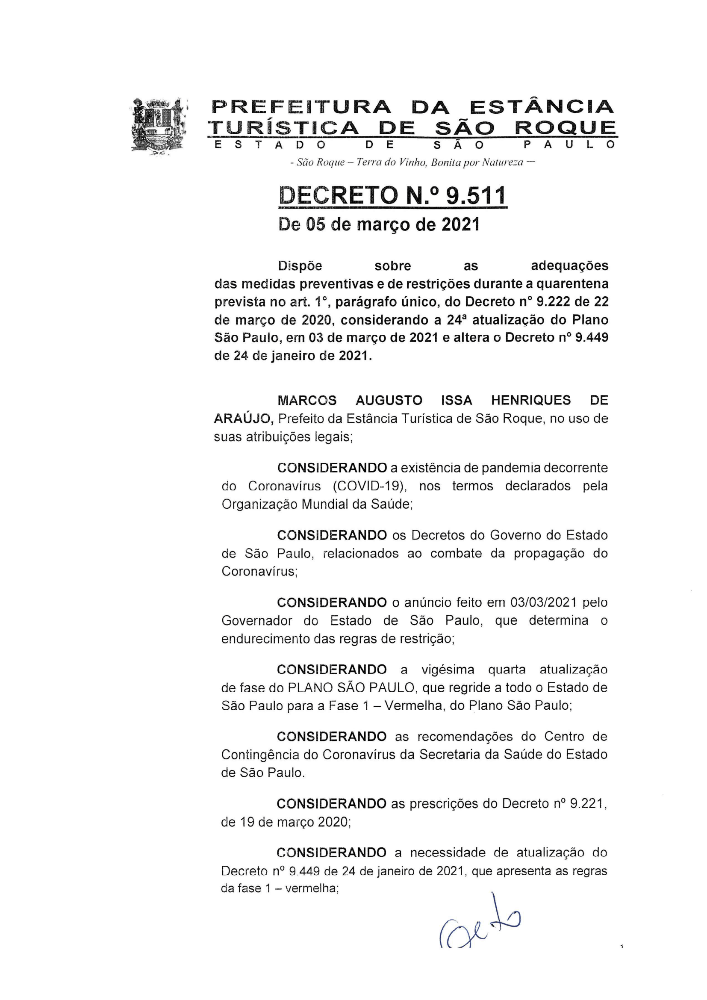 PREFEITURA DA ESTÂNCIA
TURÍSTICA DE SÃO ROQUE
ESTADO DE SÃO PAULO
- São Roque – Terra do Vinho, Bonita por Natureza —
DECRETO N.º 9.511
De 05 de março de 2021
Dispõe sobre as adequações
das medidas preventivas e de restrições durante a quarentena
prevista no art. 1°, parágrafo único, do Decreto n° 9.222 de 22
de março de 2020, considerando a 24ª atualização do Plano
São Paulo, em 03 de março de 2021 e altera o Decreto nº 9.449
de 24 de janeiro de 2021.
MARCOS AUGUSTO ISSA HENRIQUES DE
ARAÚJO, Prefeito da Estância Turística de São Roque, no uso de
suas atribuições legais;
CONSIDERANDO a existência de pandemia decorrente
do Coronavírus (COVID-19), nos termos declarados pela
Organização Mundial da Saúde;
CONSIDERANDO os Decretos do Governo do Estado
de São Paulo, relacionados ao combate da propagação do
Coronavírus;
CONSIDERANDO o anúncio feito em 03/03/2021 pelo
Governador do Estado de São Paulo, que determina o
endurecimento das regras de restrição;
CONSIDERANDO a vigésima quarta atualização
de fase do PLANO SÃO PAULO, que regride a todo o Estado de
São Paulo para a Fase 1 – Vermelha, do Plano São Paulo;
CONSIDERANDO as recomendações do Centro de
Contingência do Coronavírus da Secretaria da Saúde do Estado
de São Paulo.
CONSIDERANDO as prescrições do Decreto nº 9.221,
de 19 de março 2020;
CONSIDERANDO a necessidade de atualização do
Decreto nº 9.449 de 24 de janeiro de 2021, que apresenta as regras
da fase 1 – vermelha;
1